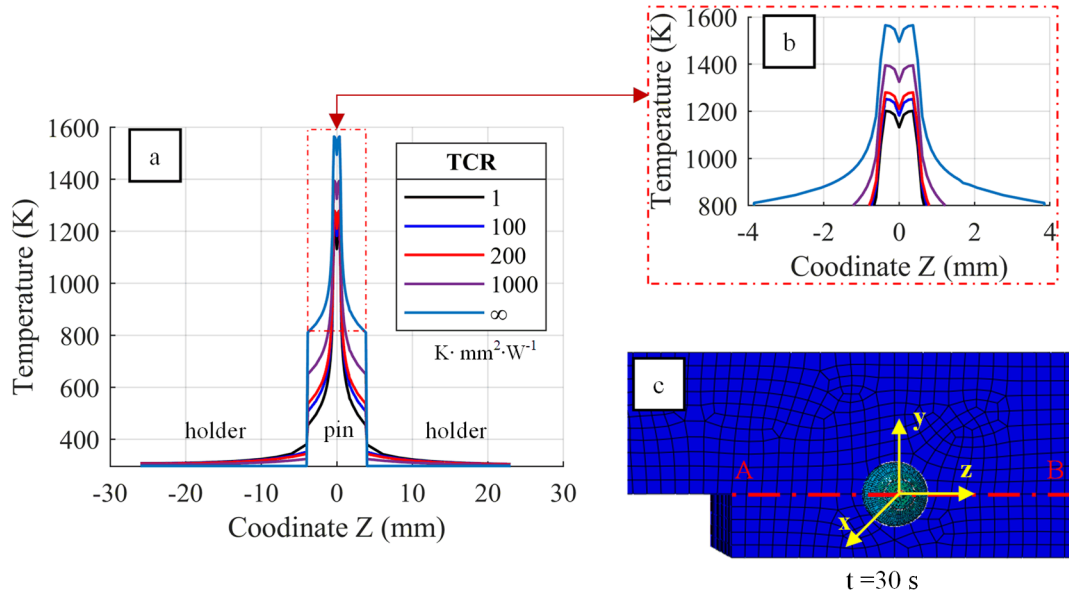 1600
1400
1200
1000
800
600
400
Temperature (K)
a
TCR
1
100
200
1000
∞
K· mm²·W⁻¹
holder
pin
holder
-30
-20
-10
0
10
20
30
Coodinate Z (mm)
1600
1400
1200
1000
800
Temperature (K)
b
-4
-2
0
2
4
Coodinate Z (mm)
c
y
A
z
B
x
t =30 s